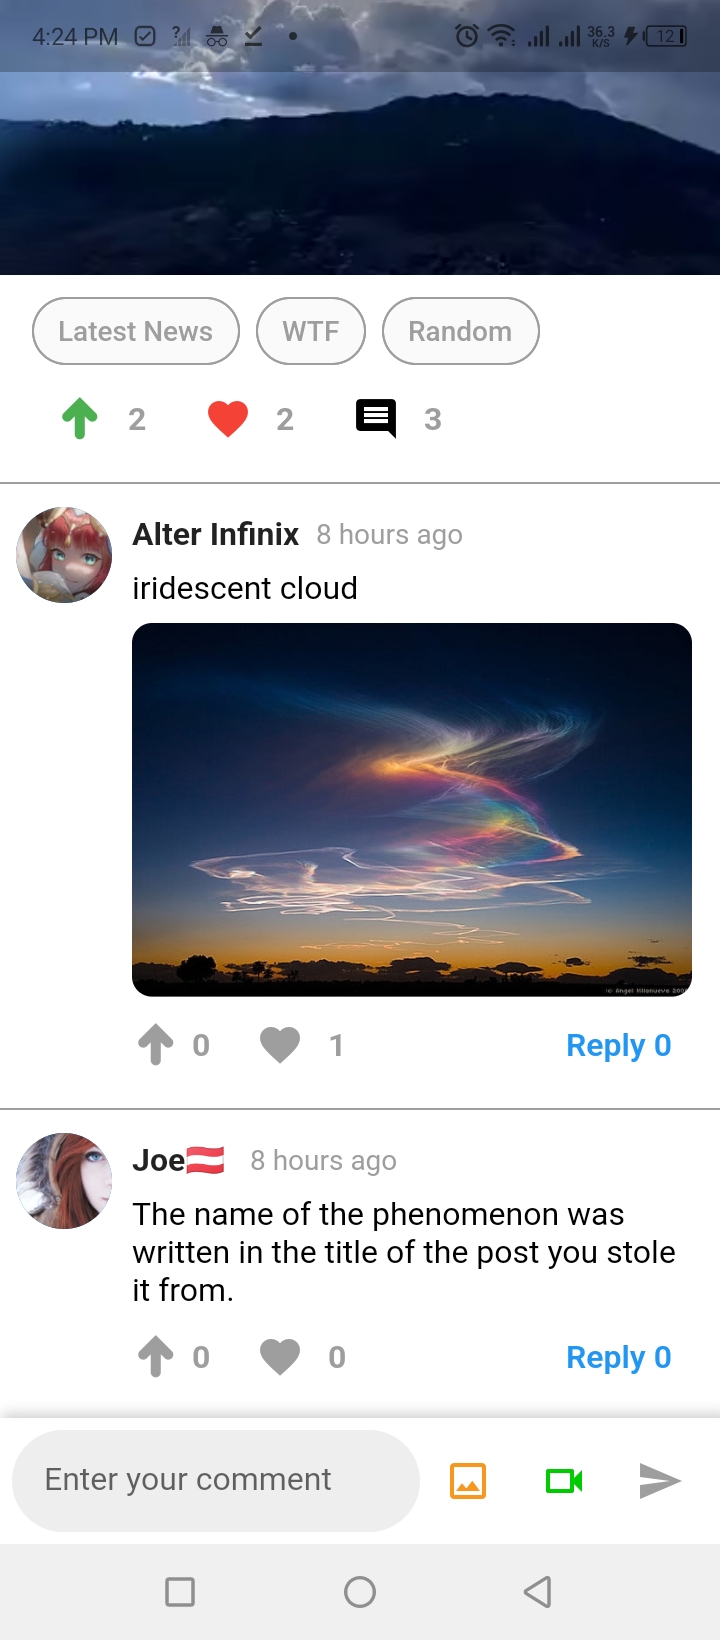 4:24 PM
?
36.3
K/S
12
Latest News
WTF
Random
2
2
3
Alter Infinix 8 hours ago
iridescent cloud
© Angel Villanueva 200
0
1
Reply 0
Joe🇦🇹 8 hours ago
The name of the phenomenon was
written in the title of the post you stole
it from.
0
0
Reply 0
Enter your comment